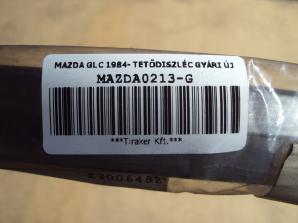 MAZDA GLC 1984- TETŐDISZLÉC GYÁRI ÚJ
MAZDA0213-G
***Tiraker Kft.***